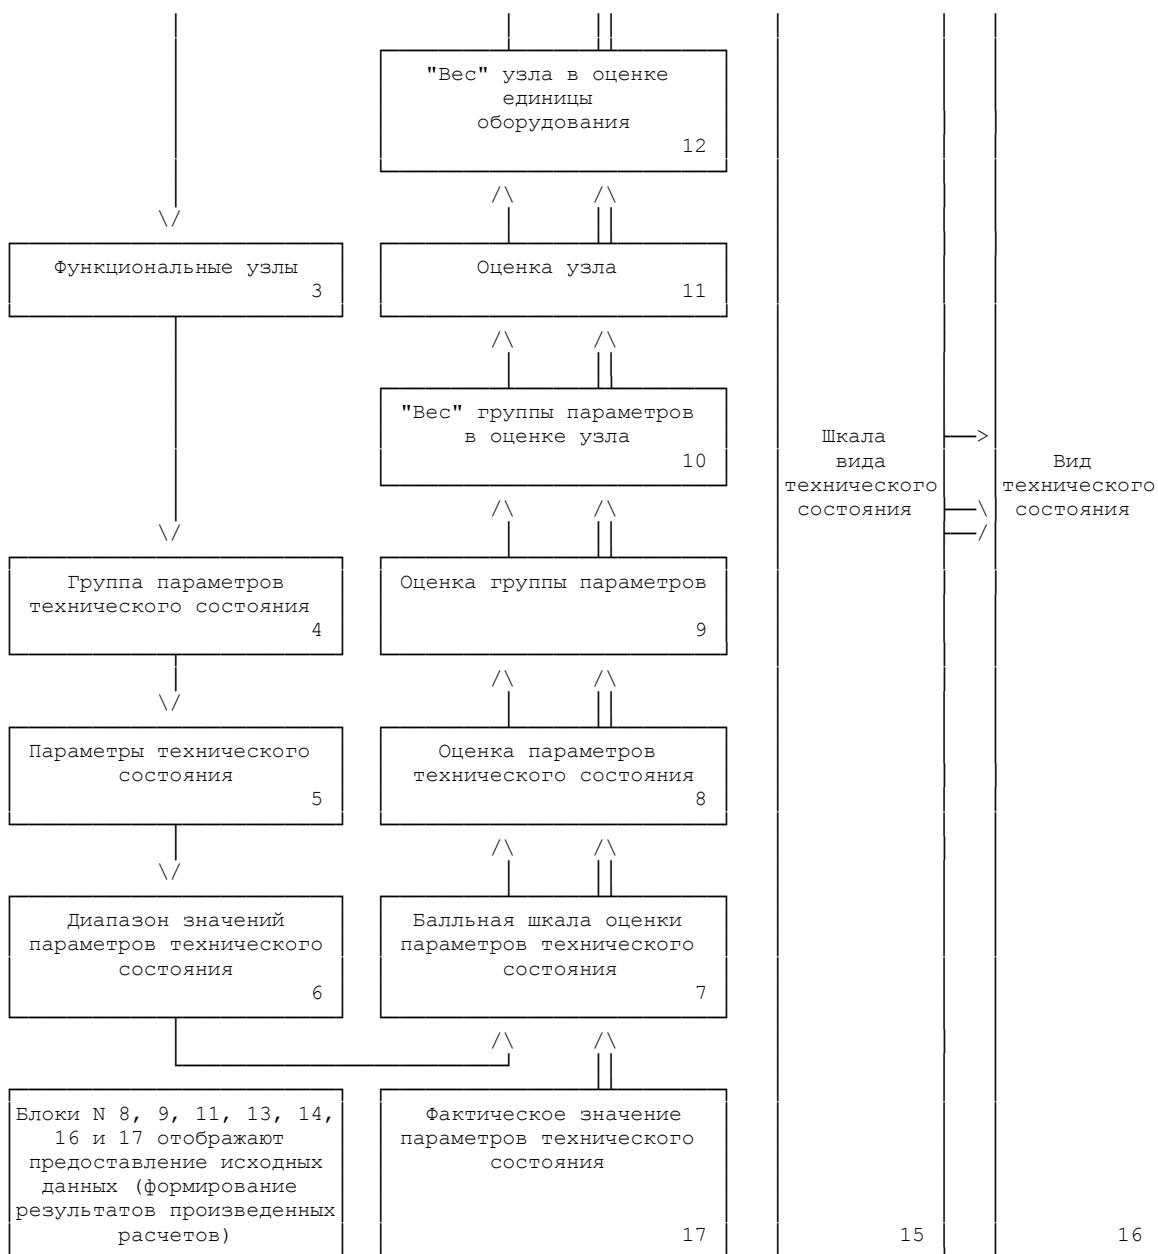 "Вес" узла в оценке
единицы
оборудования
12
Функциональные узлы
3
Оценка узла
11
"Вес" группы параметров
в оценке узла
10
Шкала
вида
технического
состояния
Вид
технического
состояния
Группа параметров
технического состояния
4
Оценка группы параметров
9
Параметры технического
состояния
5
Оценка параметров
технического состояния
8
Диапазон значений
параметров технического
состояния
6
Балльная шкала оценки
параметров технического
состояния
7
Блоки N 8, 9, 11, 13, 14,
16 и 17 отображают
предоставление исходных
данных (формирование
результатов произведенных
расчетов)
Фактическое значение
параметров технического
состояния
17
15
16